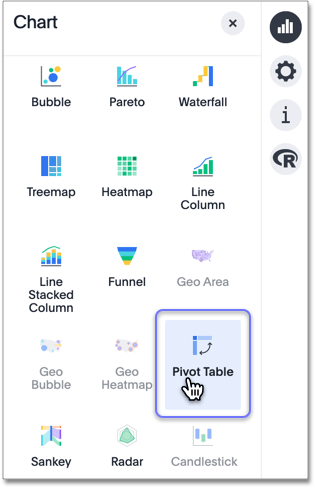 Chart
Bubble Pareto Waterfall
Treemap Heatmap Line
Column
Line Funnel Geo Area
Stacked
Column
Geo Geo Pivot Table
Bubble Heatmap
Sankey Radar Candlestick